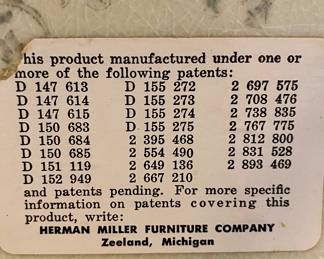 his product manufactured under one or
more of the following patents:
D 147 613 D 155 272 2 697 575
D 147 614 D 155 273 2 708 476
D 147 615 D 155 274 2 738 835
D 150 683 D 155 275 2 767 775
D 150 684 2 395 468 2 812 800
D 150 685 2 554 490 2 831 528
D 151 119 2 649 136 2 893 469
D 152 949 2 667 210
and patents pending. For more specific
information on patents covering this
product, write:
HERMAN MILLER FURNITURE COMPANY
Zeeland, Michigan